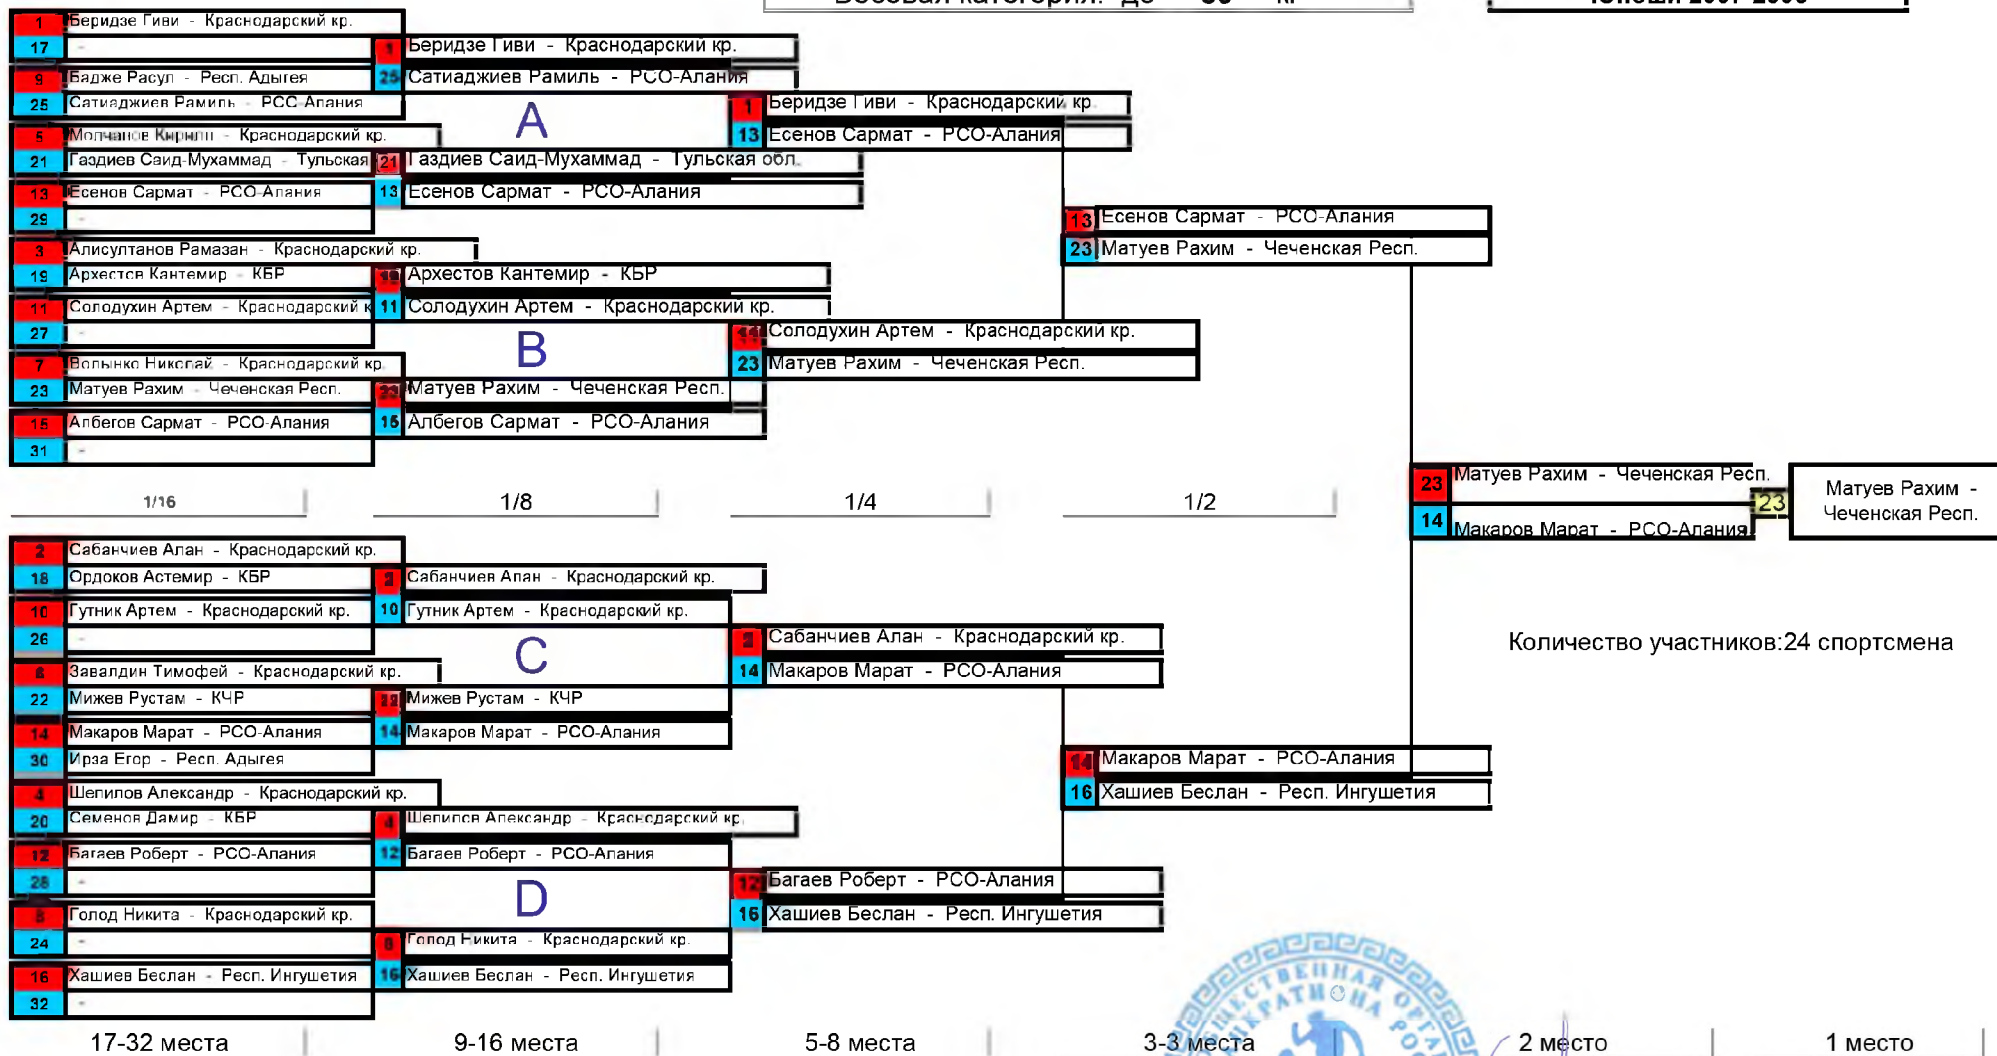 1 Беридзе Гиви - Краснодарский кр.
17 -
9 Бадже Расул - Респ. Адыгея
25 Сатиаджиев Рамиль - РСО-Алания
5 Молчанов Кирилл - Краснодарский кр.
21 Газдиев Саид-Мухаммад - Тульская
13 Есенов Сармат - РСО-Алания
29 -
3 Алисултанов Рамазан - Краснодарский кр.
19 Архестов Кантемир - КБР
11 Солодухин Артем - Краснодарский к
27 -
7 Волынко Николай - Краснодарский кр.
23 Матуев Рахим - Чеченская Респ.
15 Албегов Сармат - РСО-Алания
31 -
1 Беридзе Гиви - Краснодарский кр.
25 Сатиаджиев Рамиль - РСО-Алания
A
21 Газдиев Саид-Мухаммад - Тульская обл.
13 Есенов Сармат - РСО-Алания
19 Архестов Кантемир - КБР
11 Солодухин Артем - Краснодарский кр.
B
23 Матуев Рахим - Чеченская Респ.
15 Албегов Сармат - РСО-Алания
1 Беридзе Гиви - Краснодарский кр.
13 Есенов Сармат - РСО-Алания
11 Солодухин Артем - Краснодарский кр.
23 Матуев Рахим - Чеченская Респ.
13 Есенов Сармат - РСО-Алания
23 Матуев Рахим - Чеченская Респ.
1/16
1/8
1/4
1/2
23 Матуев Рахим - Чеченская Респ.
14 Макаров Марат - РСО-Алания
23
Матуев Рахим -
Чеченская Респ.
2 Сабанчиев Алан - Краснодарский кр.
18 Ордоков Астемир - КБР
10 Гутник Артем - Краснодарский кр.
26 -
6 Завалдин Тимофей - Краснодарский кр.
22 Мижев Рустам - КЧР
14 Макаров Марат - РСО-Алания
30 Ирза Егор - Респ. Адыгея
4 Шепилов Александр - Краснодарский кр.
20 Семенов Дамир - КБР
12 Багаев Роберт - РСО-Алания
28 -
8 Голод Никита - Краснодарский кр.
24 -
16 Хашиев Беслан - Респ. Ингушетия
32 -
2 Сабанчиев Алан - Краснодарский кр.
10 Гутник Артем - Краснодарский кр.
C
22 Мижев Рустам - КЧР
14 Макаров Марат - РСО-Алания
4 Шепилов Александр - Краснодарский кр.
12 Багаев Роберт - РСО-Алания
D
8 Голод Никита - Краснодарский кр.
16 Хашиев Беслан - Респ. Ингушетия
2 Сабанчиев Алан - Краснодарский кр.
14 Макаров Марат - РСО-Алания
12 Багаев Роберт - РСО-Алания
16 Хашиев Беслан - Респ. Ингушетия
14 Макаров Марат - РСО-Алания
16 Хашиев Беслан - Респ. Ингушетия
Количество участников:24 спортсмена
17-32 места
9-16 места
5-8 места
3-3 места
2 место
1 место